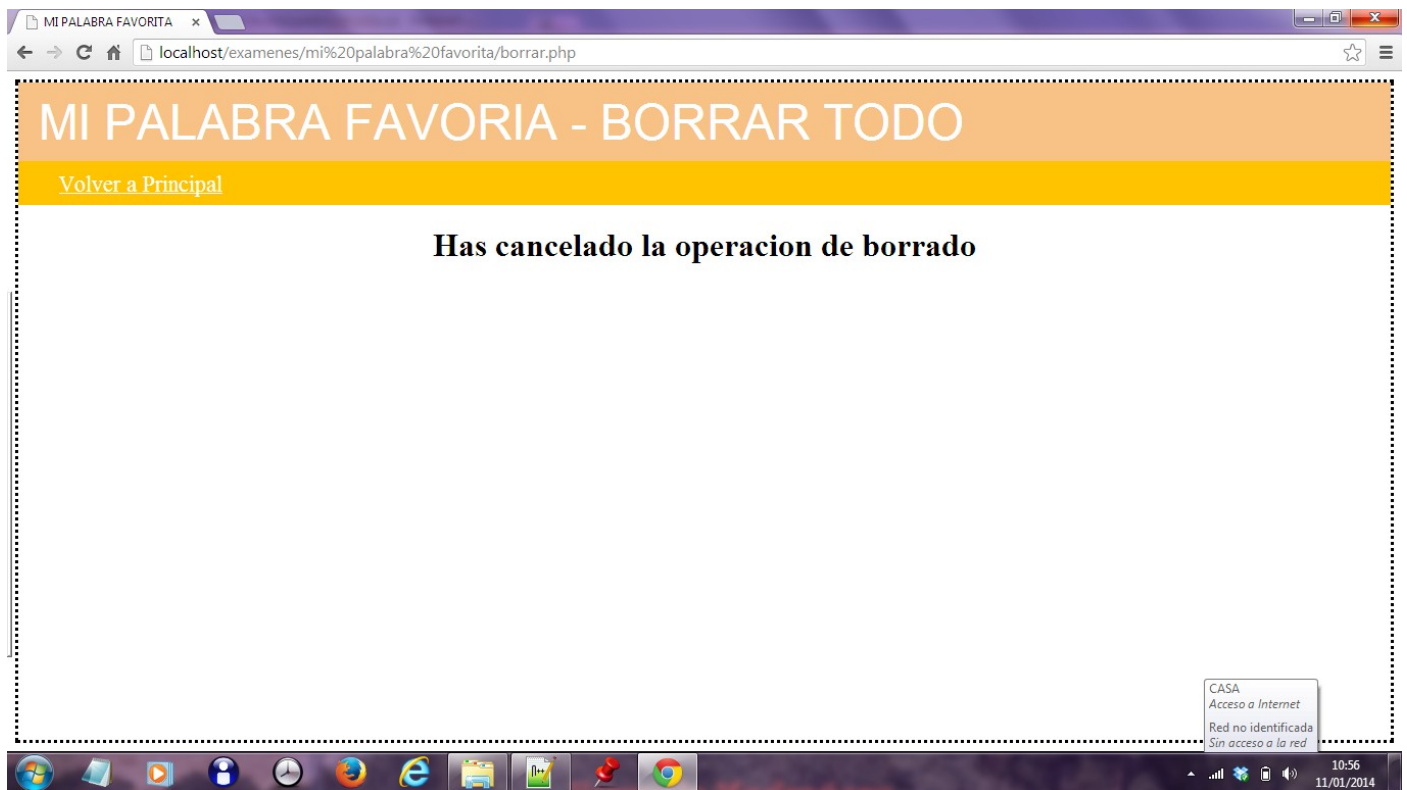 MI PALABRA FAVORITA
localhost/examenes/mi%20palabra%20favorita/borrar.php
MI PALABRA FAVORIA - BORRAR TODO
Volver a Principal
Has cancelado la operacion de borrado
CASA
Acceso a Internet
Red no identificada
Sin acceso a la red
10:56
11/01/2014